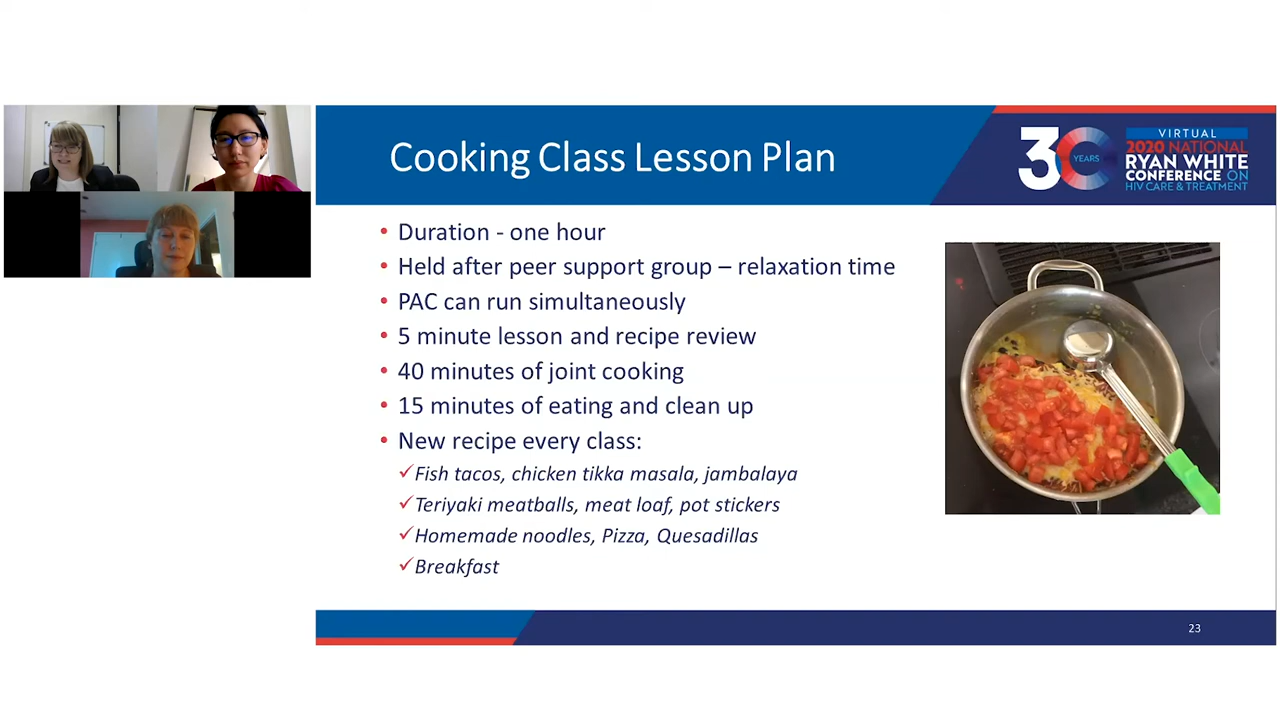 Cooking Class Lesson Plan
30 YEARS
VIRTUAL
2020 NATIONAL
RYAN WHITE
CONFERENCE ON
HIV CARE & TREATMENT
• Duration - one hour
• Held after peer support group – relaxation time
• PAC can run simultaneously
• 5 minute lesson and recipe review
• 40 minutes of joint cooking
• 15 minutes of eating and clean up
• New recipe every class:
✓Fish tacos, chicken tikka masala, jambalaya
✓Teriyaki meatballs, meat loaf, pot stickers
✓Homemade noodles, Pizza, Quesadillas
✓Breakfast
23